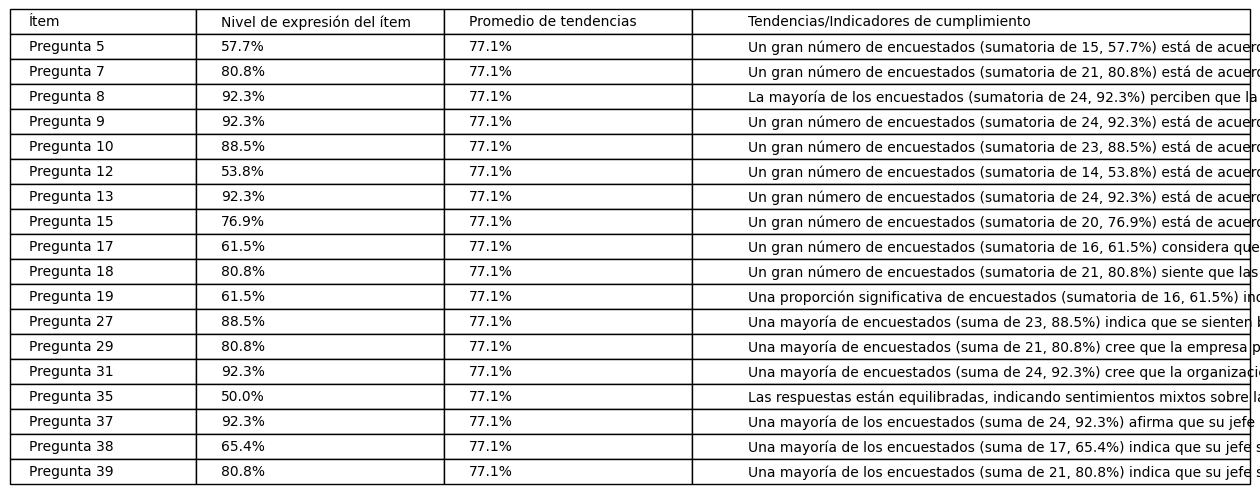 Ítem Nivel de expresión del ítem Promedio de tendencias Tendencias/Indicadores de cumplimiento
Pregunta 5 57.7% 77.1% Un gran número de encuestados (sumatoria de 15, 57.7%) está de
Pregunta 7 80.8% 77.1% Un gran número de encuestados (sumatoria de 21, 80.8%) está de
Pregunta 8 92.3% 77.1% La mayoría de los encuestados (sumatoria de 24, 92.3%) perciben que la
Pregunta 9 92.3% 77.1% Un gran número de encuestados (sumatoria de 24, 92.3%) está de
Pregunta 10 88.5% 77.1% Un gran número de encuestados (sumatoria de 23, 88.5%) está de
Pregunta 12 53.8% 77.1% Un gran número de encuestados (sumatoria de 14, 53.8%) está de
Pregunta 13 92.3% 77.1% Un gran número de encuestados (sumatoria de 24, 92.3%) está de
Pregunta 15 76.9% 77.1% Un gran número de encuestados (sumatoria de 20, 76.9%) está de
Pregunta 17 61.5% 77.1% Un gran número de encuestados (sumatoria de 16, 61.5%) considera que
Pregunta 18 80.8% 77.1% Un gran número de encuestados (sumatoria de 21, 80.8%) siente que las
Pregunta 19 61.5% 77.1% Una proporción significativa de encuestados (sumatoria de 16, 61.5%)
Pregunta 27 88.5% 77.1% Una mayoría de encuestados (suma de 23, 88.5%) indica que se sienten
Pregunta 29 80.8% 77.1% Una mayoría de encuestados (suma de 21, 80.8%) cree que la empresa
Pregunta 31 92.3% 77.1% Una mayoría de encuestados (suma de 24, 92.3%) cree que la
Pregunta 35 50.0% 77.1% Las respuestas están equilibradas, indicando sentimientos mixtos sobre
Pregunta 37 92.3% 77.1% Una mayoría de los encuestados (suma de 24, 92.3%) afirma que su jefe
Pregunta 38 65.4% 77.1% Una mayoría de los encuestados (suma de 17, 65.4%) indica que su jefe
Pregunta 39 80.8% 77.1% Una mayoría de los encuestados (suma de 21, 80.8%) indica que su jefe